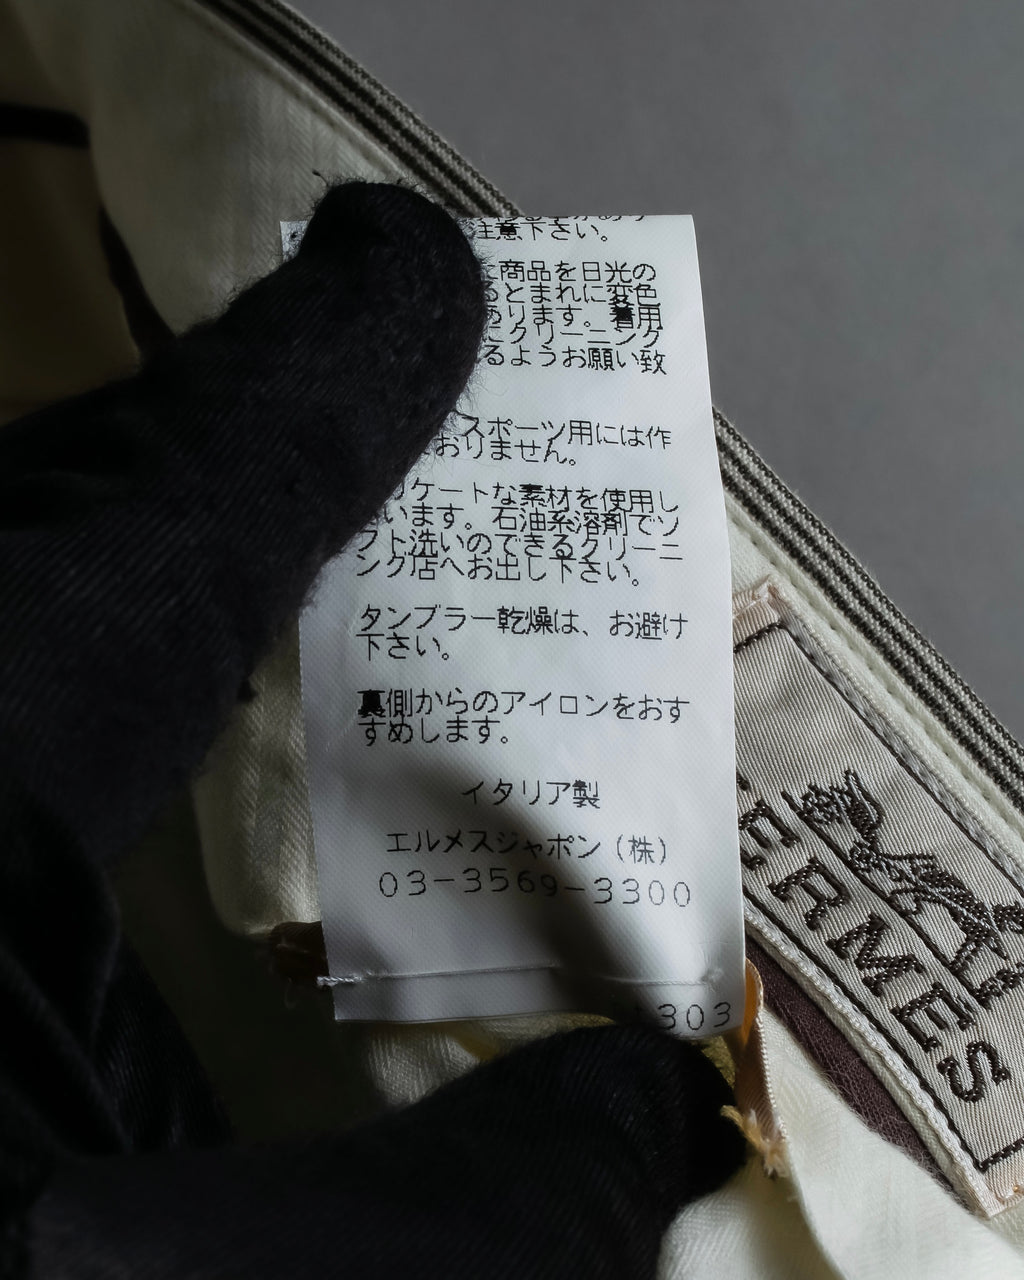 注意下さい。
商品を日光の
るとまれに変色
あります。着用
にクリーニング
るようお願い致
スポーツ用には作
おりません。
リケートな素材を使用し
います。石油系溶剤でソ
フト洗いのできるクリーニ
ング店へお出し下さい。
タンブラー乾燥は、お避け
下さい。
裏側からのアイロンをおす
すめします。
イタリア製
エルメスジャポン（株）
03-3569-3300
303
HERMES